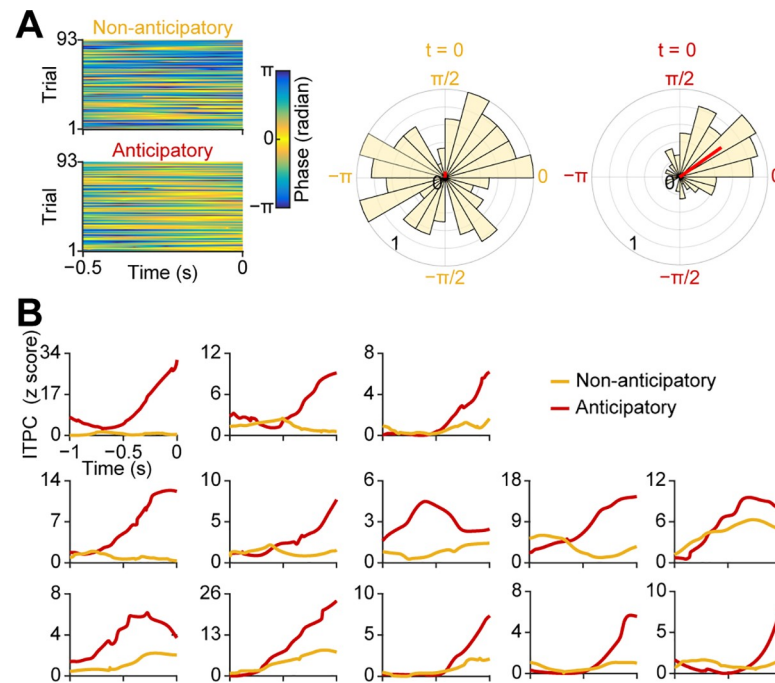 A
Non-anticipatory
93
Trial
1
Anticipatory
93
Trial
1
−0.5
0
Time (s)
π
0
−π
Phase (radian)
t = 0
π/2
−π
0
0
1
−π/2
t = 0
π/2
−π
0
0
1
−π/2
B
ITPC (z score)
34
17
0
−1
−0.5
0
Time (s)
12
6
0
8
4
0
Non-anticipatory
Anticipatory
14
7
0
10
5
0
6
3
0
18
9
0
12
6
0
8
4
0
26
13
0
10
5
0
8
4
0
10
5
0